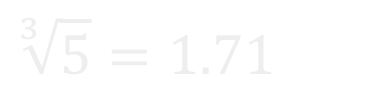 ∛5 = 1.71